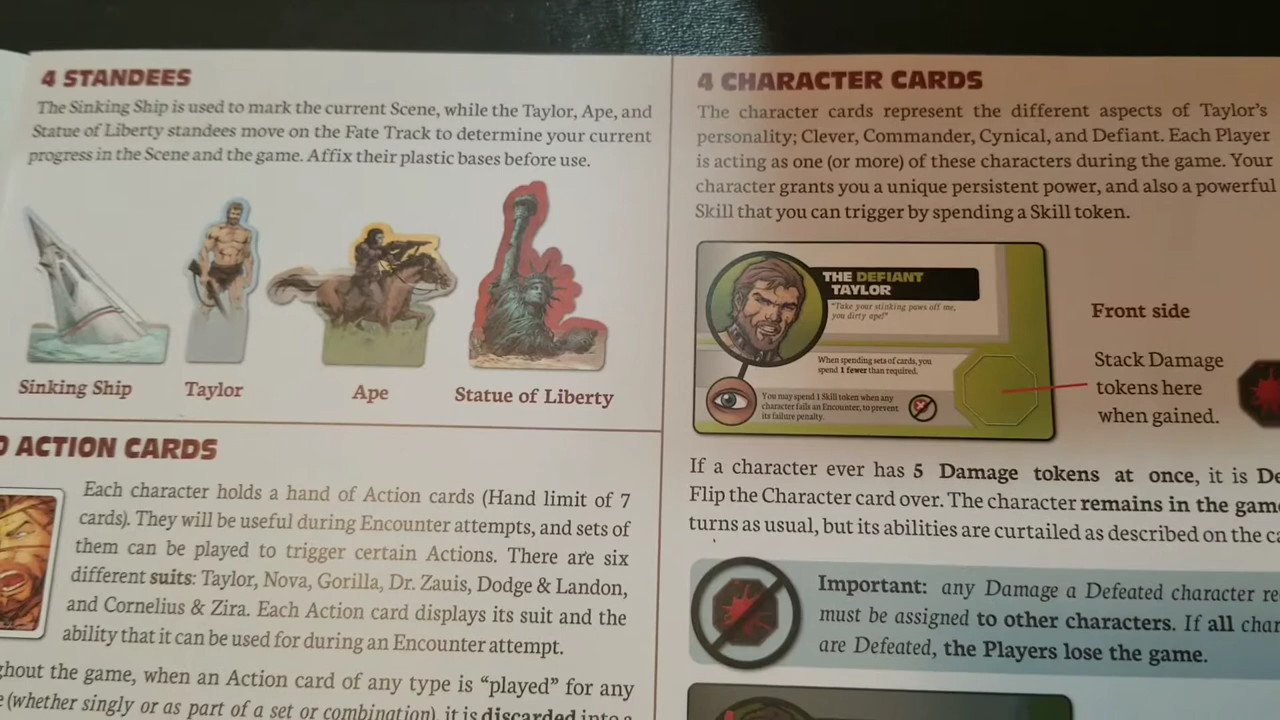 4 STANDEES
The Sinking Ship is used to mark the current Scene, while the Taylor, Ape, and
Statue of Liberty standees move on the Fate Track to determine your current
progress in the Scene and the game. Affix their plastic bases before use.
Sinking Ship
Taylor
Ape
Statue of Liberty
ACTION CARDS
Each character holds a hand of Action cards (Hand limit of 7
cards). They will be useful during Encounter attempts, and sets of
them can be played to trigger certain Actions. There are six
different suits: Taylor, Nova, Gorilla, Dr. Zauis, Dodge & Landon,
and Cornelius & Zira. Each Action card displays its suit and the
ability that it can be used for during an Encounter attempt.
ghout the game, when an Action card of any type is “played” for any
(whether singly or as part of a set or combination), it is discarded into a
4 CHARACTER CARDS
The character cards represent the different aspects of Taylor's
personality; Clever, Commander, Cynical, and Defiant. Each Player
is acting as one (or more) of these characters during the game. Your
character grants you a unique persistent power, and also a powerful
Skill that you can trigger by spending a Skill token.
THE DEFIANT
TAYLOR
"Take your stinking paws off me,
you dirty ape!"
When spending sets of cards, you
spend 1 fewer than required.
You may spend 1 Skill token when any
character fails an Encounter, to prevent
its failure penalty.
Front side
Stack Damage
tokens here
when gained.
If a character ever has 5 Damage tokens at once, it is De
Flip the Character card over. The character remains in the game
turns as usual, but its abilities are curtailed as described on the ca
Important: any Damage a Defeated character re
must be assigned to other characters. If all char
are Defeated, the Players lose the game.